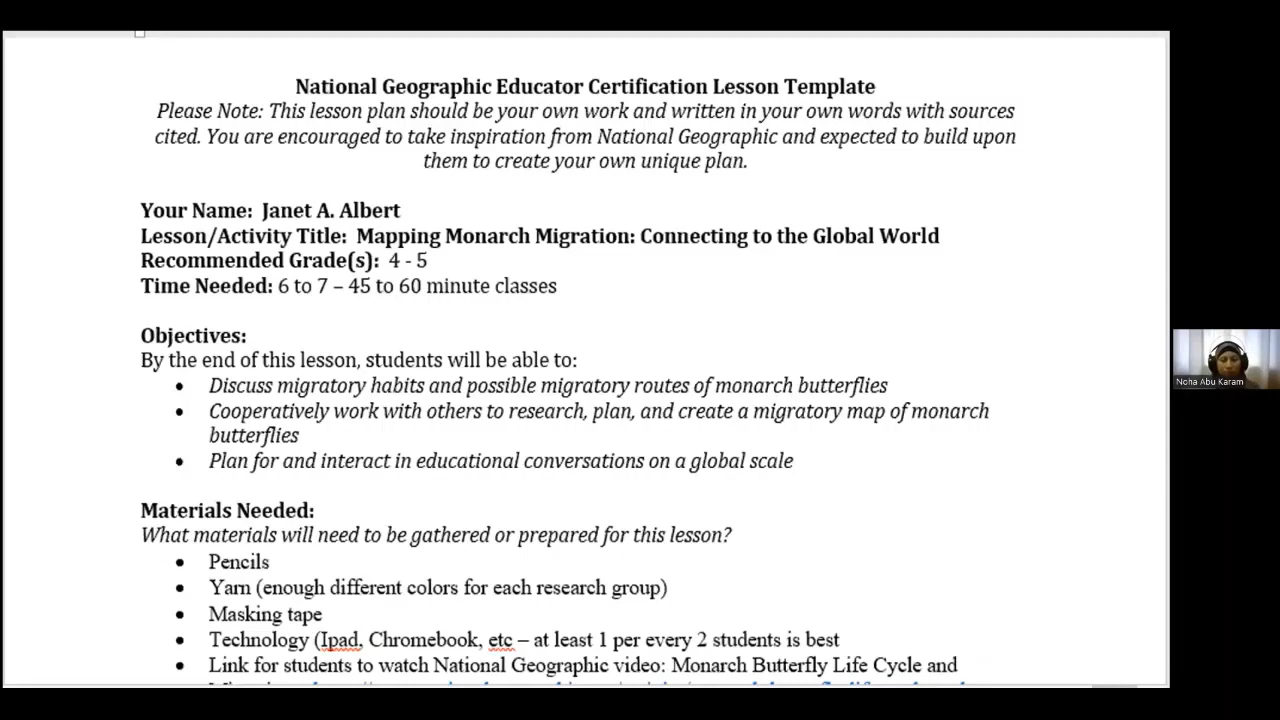 National Geographic Educator Certification Lesson Template
Please Note: This lesson plan should be your own work and written in your own words with sources
cited. You are encouraged to take inspiration from National Geographic and expected to build upon
them to create your own unique plan.
Your Name: Janet A. Albert
Lesson/Activity Title: Mapping Monarch Migration: Connecting to the Global World
Recommended Grade(s): 4 - 5
Time Needed: 6 to 7 – 45 to 60 minute classes
Objectives:
By the end of this lesson, students will be able to:
• Discuss migratory habits and possible migratory routes of monarch butterflies
• Cooperatively work with others to research, plan, and create a migratory map of monarch
butterflies
• Plan for and interact in educational conversations on a global scale
Materials Needed:
What materials will need to be gathered or prepared for this lesson?
• Pencils
• Yarn (enough different colors for each research group)
• Masking tape
• Technology (Ipad, Chromebook, etc – at least 1 per every 2 students is best
• Link for students to watch National Geographic video: Monarch Butterfly Life Cycle and
Noha Abu Karam